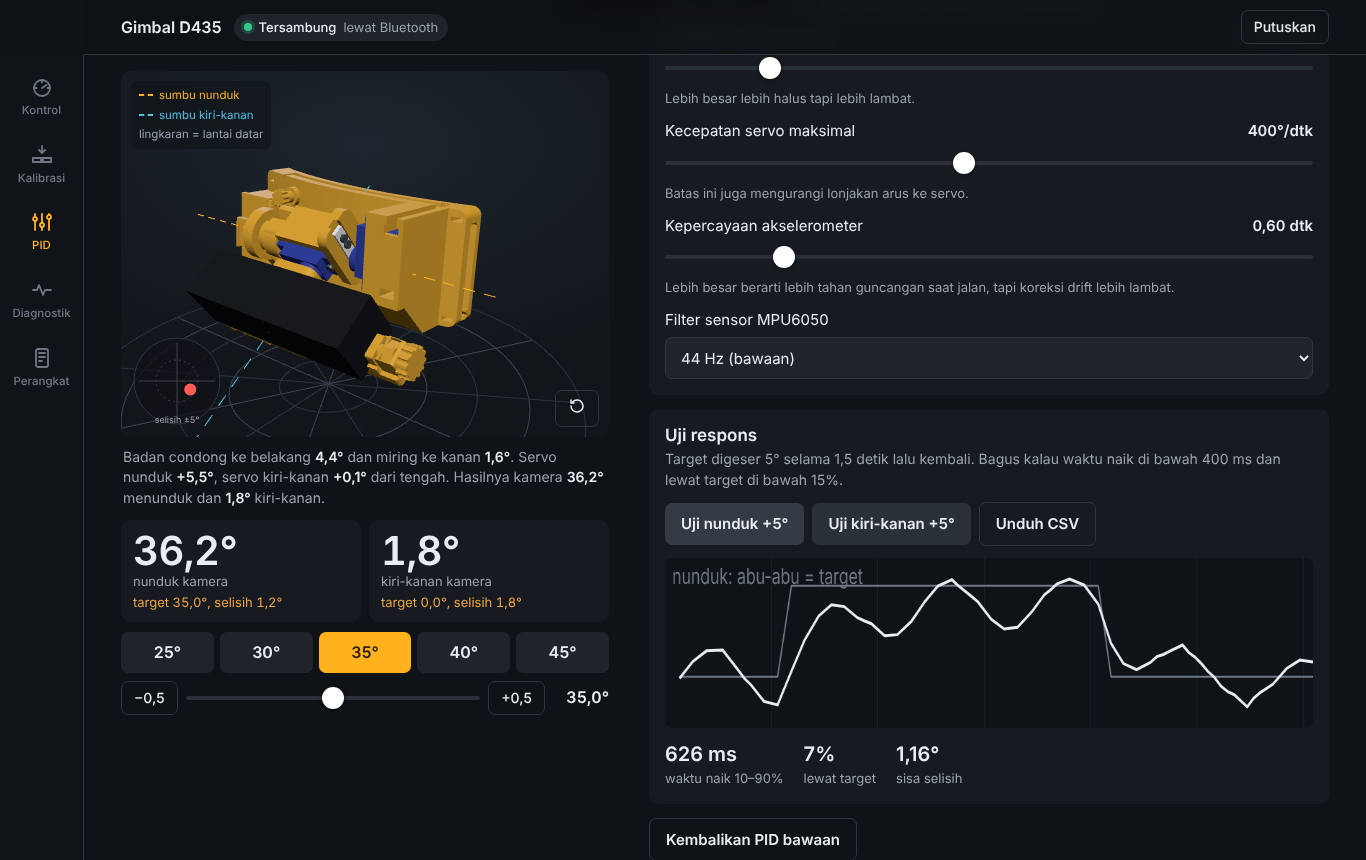 Gimbal D435
Tersambung lewat Bluetooth
Putuskan
Kontrol
Kalibrasi
PID
Diagnostik
Perangkat
sumbu nunduk
sumbu kiri-kanan
lingkaran = lantai datar
selisih ±5°
Badan condong ke belakang 4,4° dan miring ke kanan 1,6°. Servo
nunduk +5,5°, servo kiri-kanan +0,1° dari tengah. Hasilnya kamera 36,2°
menunduk dan 1,8° kiri-kanan.
36,2°
nunduk kamera
target 35,0°, selisih 1,2°
1,8°
kiri-kanan kamera
target 0,0°, selisih 1,8°
25°
30°
35°
40°
45°
−0,5
+0,5
35,0°
Lebih besar lebih halus tapi lebih lambat.
Kecepatan servo maksimal
400°/dtk
Batas ini juga mengurangi lonjakan arus ke servo.
Kepercayaan akselerometer
0,60 dtk
Lebih besar berarti lebih tahan guncangan saat jalan, tapi koreksi drift lebih lambat.
Filter sensor MPU6050
44 Hz (bawaan)
Uji respons
Target digeser 5° selama 1,5 detik lalu kembali. Bagus kalau waktu naik di bawah 400 ms dan
lewat target di bawah 15%.
Uji nunduk +5°
Uji kiri-kanan +5°
Unduh CSV
nunduk: abu-abu = target
626 ms
waktu naik 10–90%
7%
lewat target
1,16°
sisa selisih
Kembalikan PID bawaan